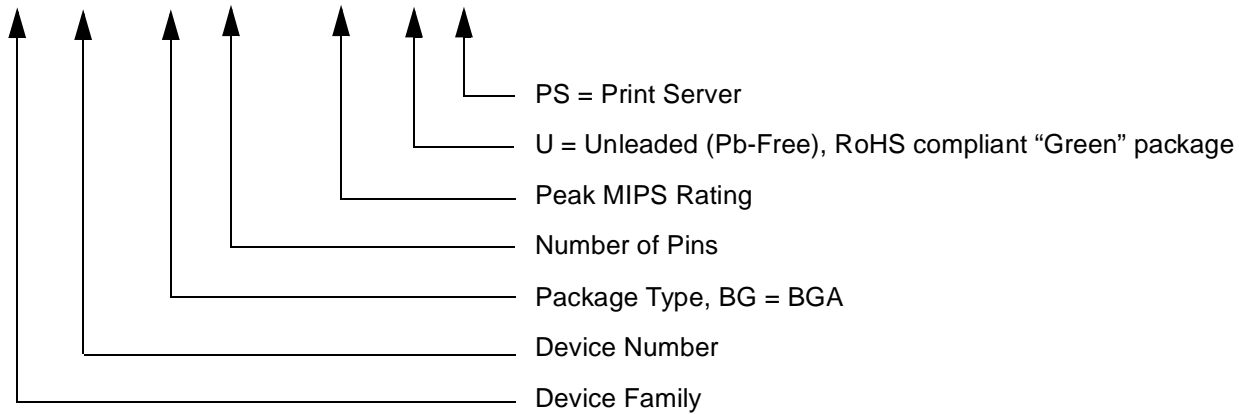 PS = Print Server
U = Unleaded (Pb-Free), RoHS compliant “Green” package
Peak MIPS Rating
Number of Pins
Package Type, BG = BGA
Device Number
Device Family